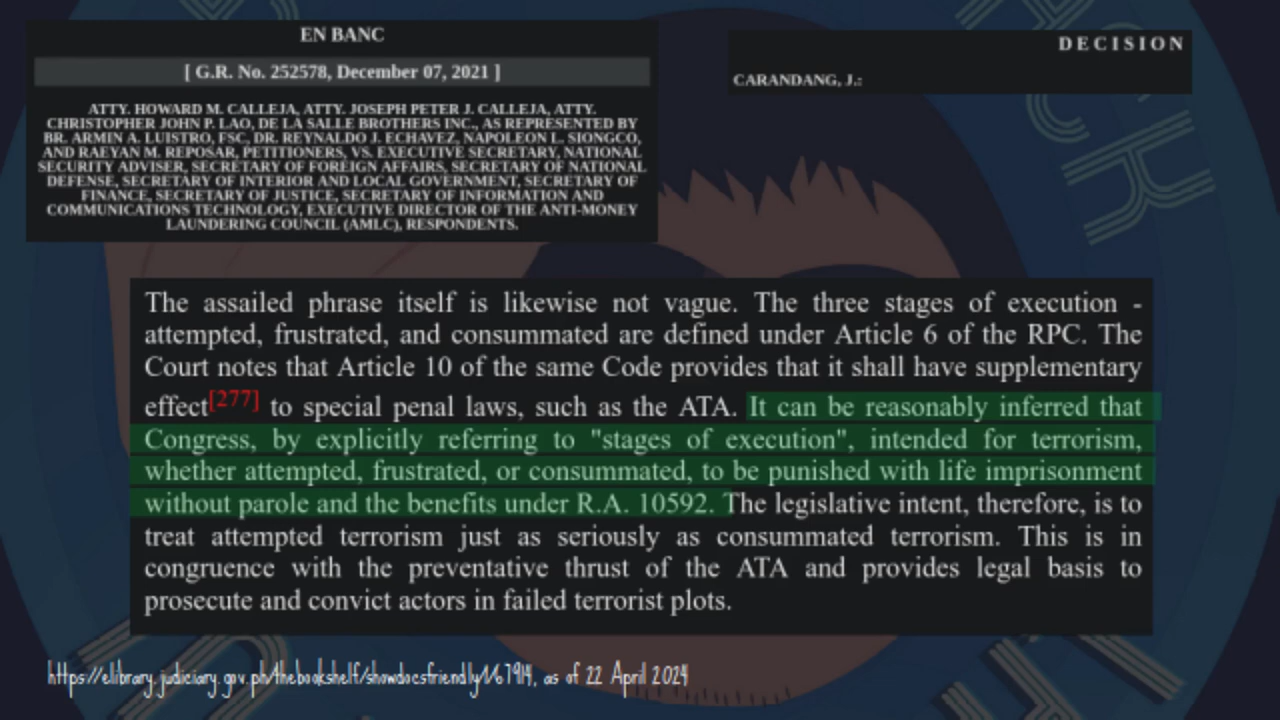 EN BANC
[ G.R. No. 252578, December 07, 2021 ]
ATTY. HOWARD M. CALLEJA, ATTY. JOSEPH PETER J. CALLEJA, ATTY.
CHRISTOPHER JOHN P. LAO, DE LA SALLE BROTHERS INC., AS REPRESENTED BY
BR. ARMIN A. LUISTRO, FSC, DR. REYNALDO J. ECHAVEZ, NAPOLEON L. SIONGCO,
AND RAEYAN M. REPOSAR, PETITIONERS, VS. EXECUTIVE SECRETARY, NATIONAL
SECURITY ADVISER, SECRETARY OF FOREIGN AFFAIRS, SECRETARY OF NATIONAL
DEFENSE, SECRETARY OF INTERIOR AND LOCAL GOVERNMENT, SECRETARY OF
FINANCE, SECRETARY OF JUSTICE, SECRETARY OF INFORMATION AND
COMMUNICATIONS TECHNOLOGY, EXECUTIVE DIRECTOR OF THE ANTI-MONEY
LAUNDERING COUNCIL (AMLC), RESPONDENTS.
DECISION
CARANDANG, J.:
The assailed phrase itself is likewise not vague. The three stages of execution -
attempted, frustrated, and consummated are defined under Article 6 of the RPC. The
Court notes that Article 10 of the same Code provides that it shall have supplementary
effect[277] to special penal laws, such as the ATA. It can be reasonably inferred that
Congress, by explicitly referring to "stages of execution", intended for terrorism,
whether attempted, frustrated, or consummated, to be punished with life imprisonment
without parole and the benefits under R.A. 10592. The legislative intent, therefore, is to
treat attempted terrorism just as seriously as consummated terrorism. This is in
congruence with the preventative thrust of the ATA and provides legal basis to
prosecute and convict actors in failed terrorist plots.
https://elibrary.judiciary.gov.ph/thebookshelf/showdocsfriendly/1/67914, as of 22 April 2024